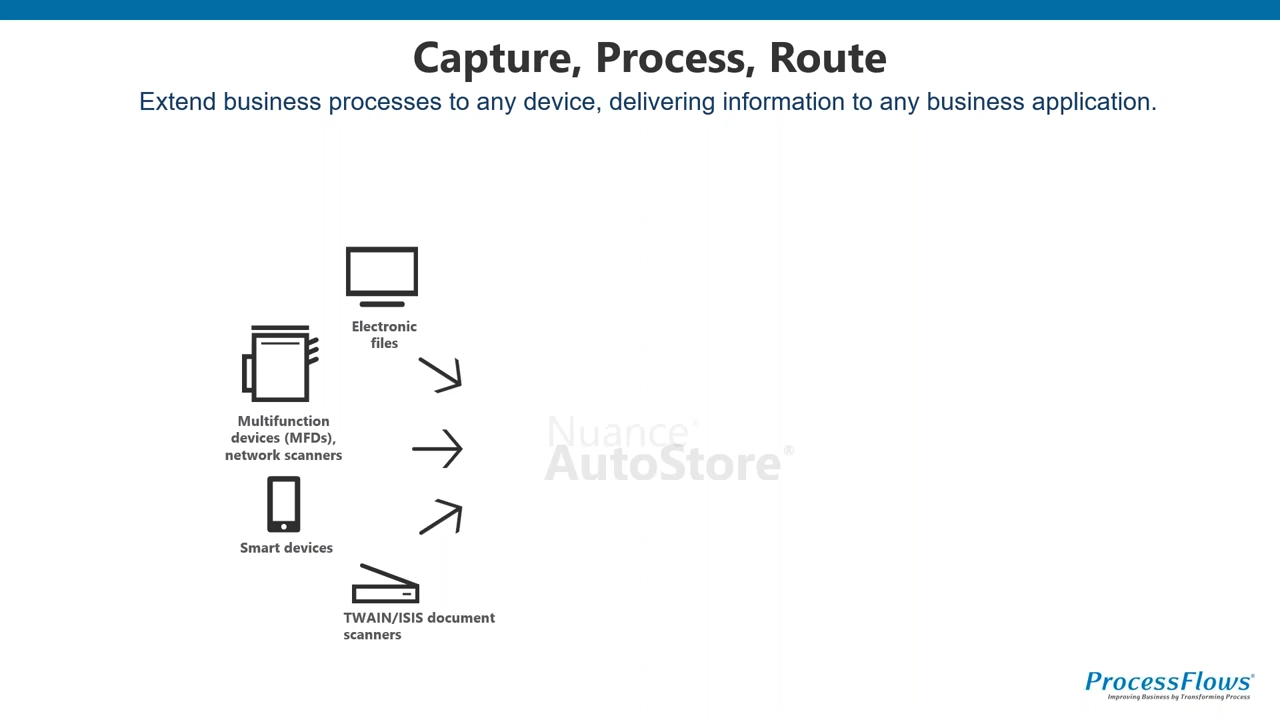 Capture, Process, Route
Extend business processes to any device, delivering information to any business application.
Electronic
files
Multifunction
devices (MFDs),
network scanners
Nuance®
AutoStore®
Smart devices
TWAIN/ISIS document
scanners
ProcessFlows®
Improving Business by Transforming Process